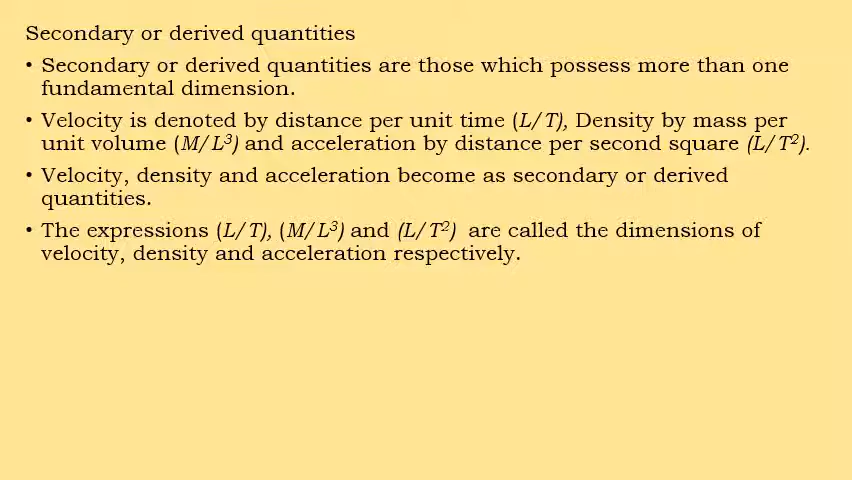 Secondary or derived quantities
• Secondary or derived quantities are those which possess more than one
fundamental dimension.
• Velocity is denoted by distance per unit time (L/T), Density by mass per
unit volume (M/L³) and acceleration by distance per second square (L/T²).
• Velocity, density and acceleration become as secondary or derived
quantities.
• The expressions (L/T), (M/L³) and (L/T²) are called the dimensions of
velocity, density and acceleration respectively.